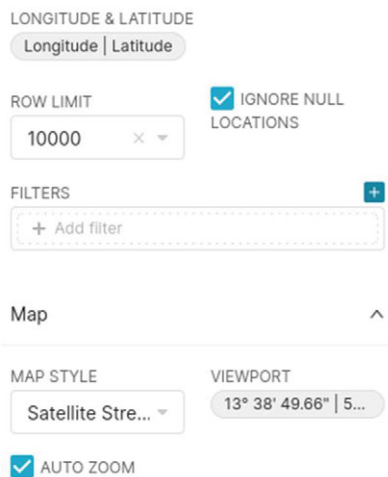 LONGITUDE & LATITUDE
Longitude | Latitude
ROW LIMIT
10000
IGNORE NULL
LOCATIONS
FILTERS
+
+ Add filter
Map
MAP STYLE
Satellite Stre...
VIEWPORT
13° 38' 49.66" | 5...
AUTO ZOOM